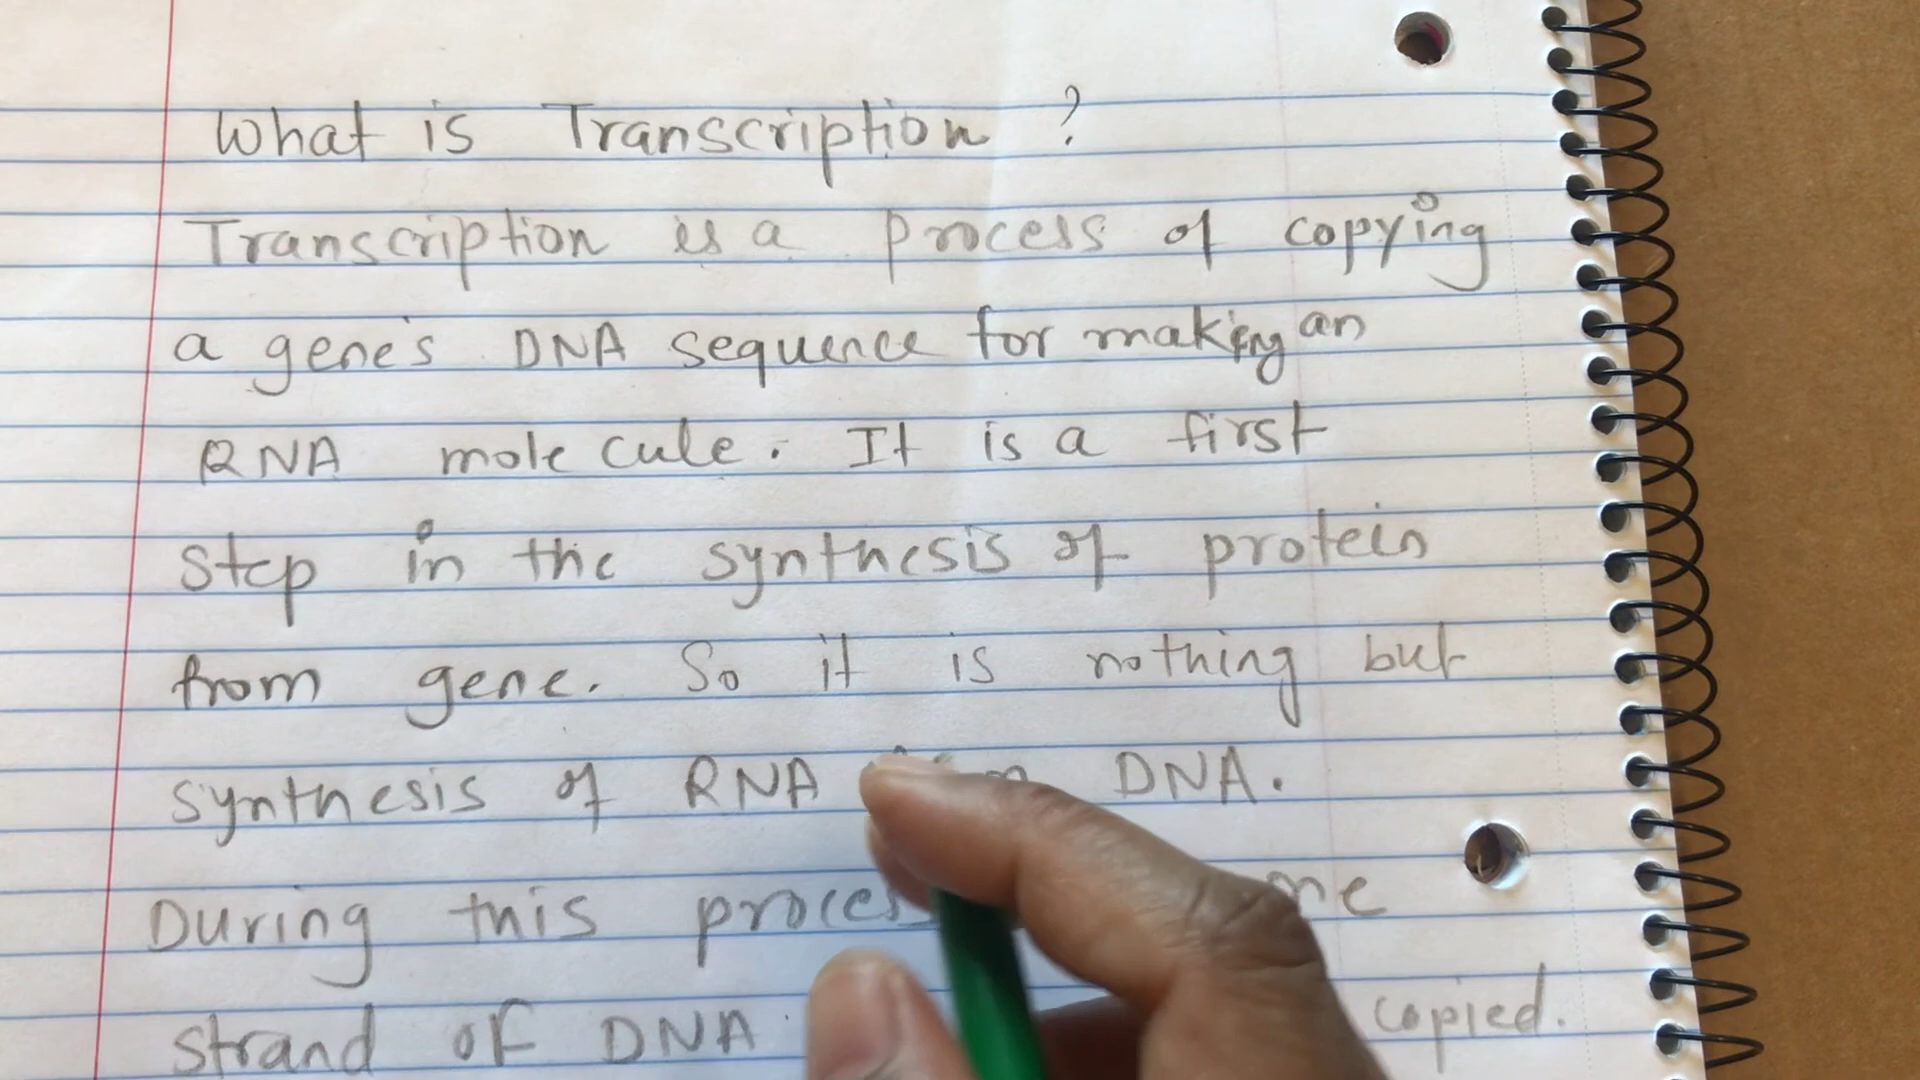 What is Transcription ?
Transcription is a process of copying
a gene's DNA sequence for making an
RNA molecule. It is a first
step in the synthesis of protein
from gene. So it is nothing but
synthesis of RNA DNA.
During this process
strand of DNA copied.